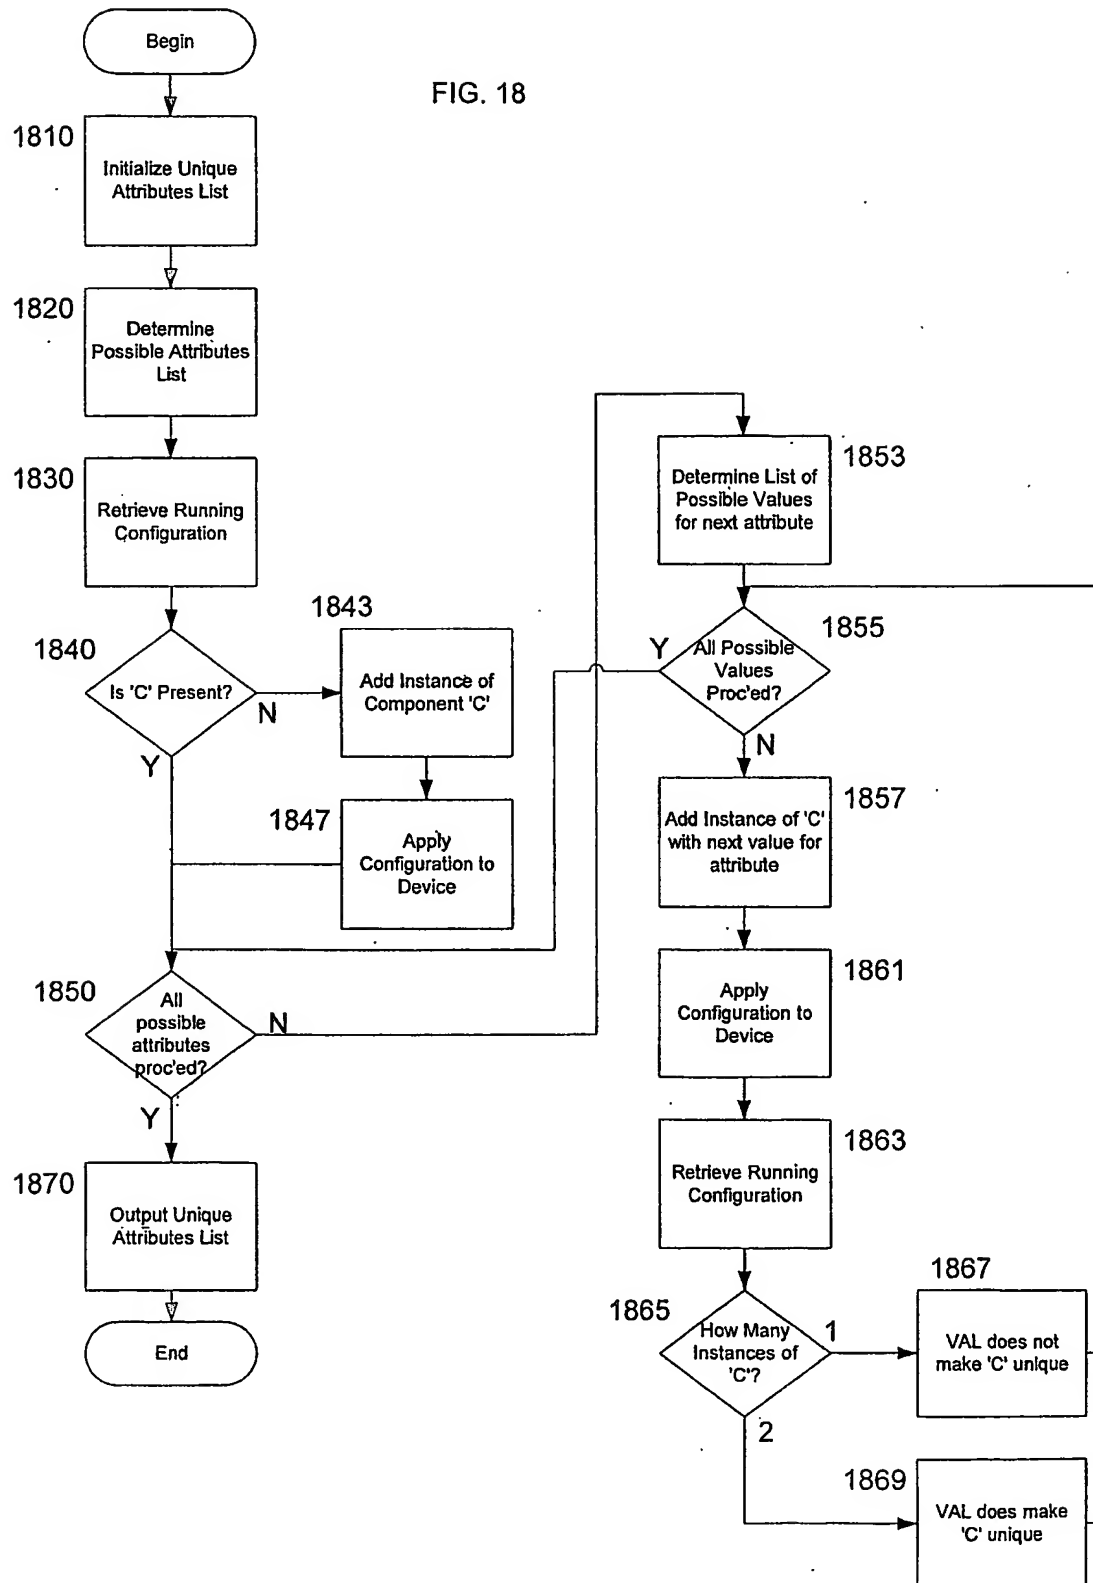 Begin
FIG. 18
1810
Initialize Unique
Attributes List
1820
Determine
Possible Attributes
List
1830
Retrieve Running
Configuration
1840
Is 'C' Present?
N
Y
1843
Add Instance of
Component 'C'
1847
Apply
Configuration to
Device
1850
All
possible
attributes
proc'ed?
N
Y
1870
Output Unique
Attributes List
End
1853
Determine List of
Possible Values
for next attribute
1855
All Possible
Values
Proc'ed?
Y
N
1857
Add Instance of 'C'
with next value for
attribute
1861
Apply
Configuration to
Device
1863
Retrieve Running
Configuration
1865
How Many
Instances of
'C'?
1
2
1867
VAL does not
make 'C' unique
1869
VAL does make
'C' unique